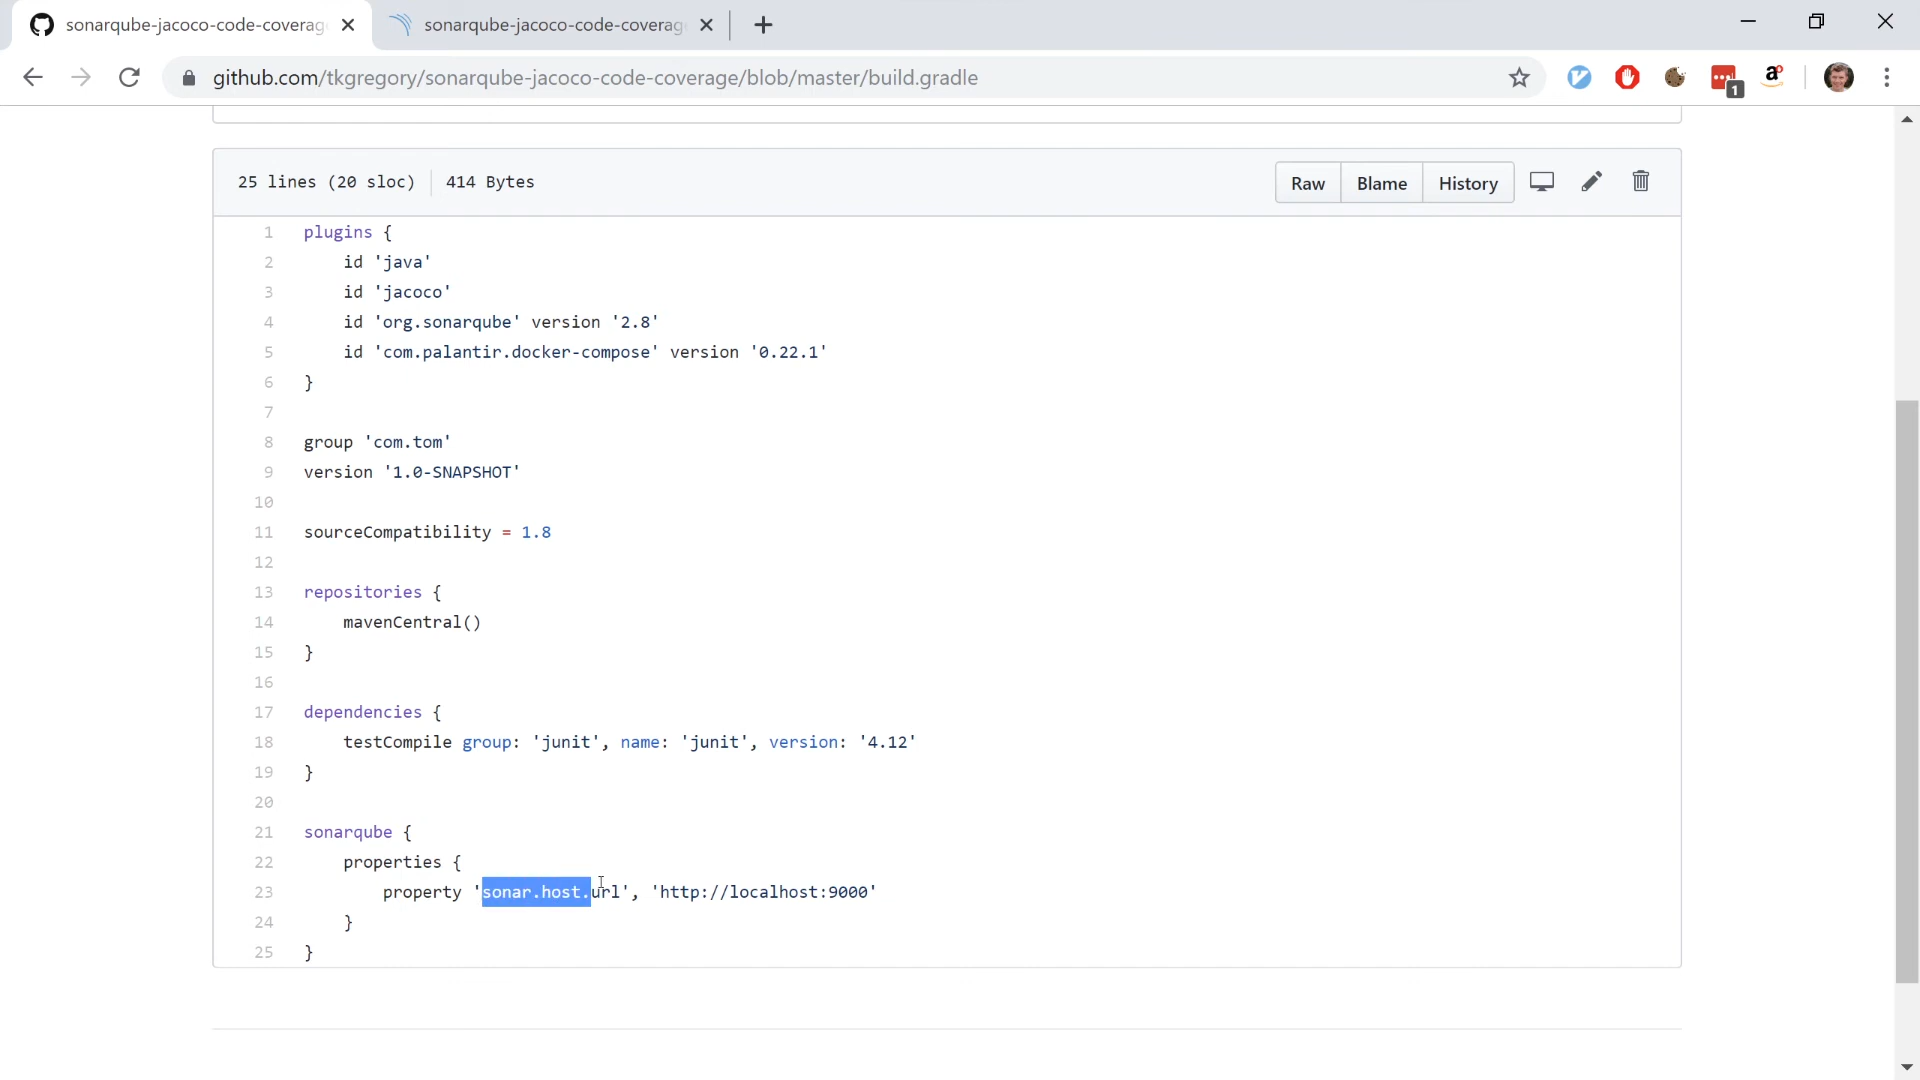 sonarqube-jacoco-code-coverag
sonarqube-jacoco-code-coverag
github.com/tkgregory/sonarqube-jacoco-code-coverage/blob/master/build.gradle
1
25 lines (20 sloc) 414 Bytes
Raw Blame History
1 plugins {
2 id 'java'
3 id 'jacoco'
4 id 'org.sonarqube' version '2.8'
5 id 'com.palantir.docker-compose' version '0.22.1'
6 }
7
8 group 'com.tom'
9 version '1.0-SNAPSHOT'
10
11 sourceCompatibility = 1.8
12
13 repositories {
14 mavenCentral()
15 }
16
17 dependencies {
18 testCompile group: 'junit', name: 'junit', version: '4.12'
19 }
20
21 sonarqube {
22 properties {
23 property 'sonar.host.url', 'http://localhost:9000'
24 }
25 }